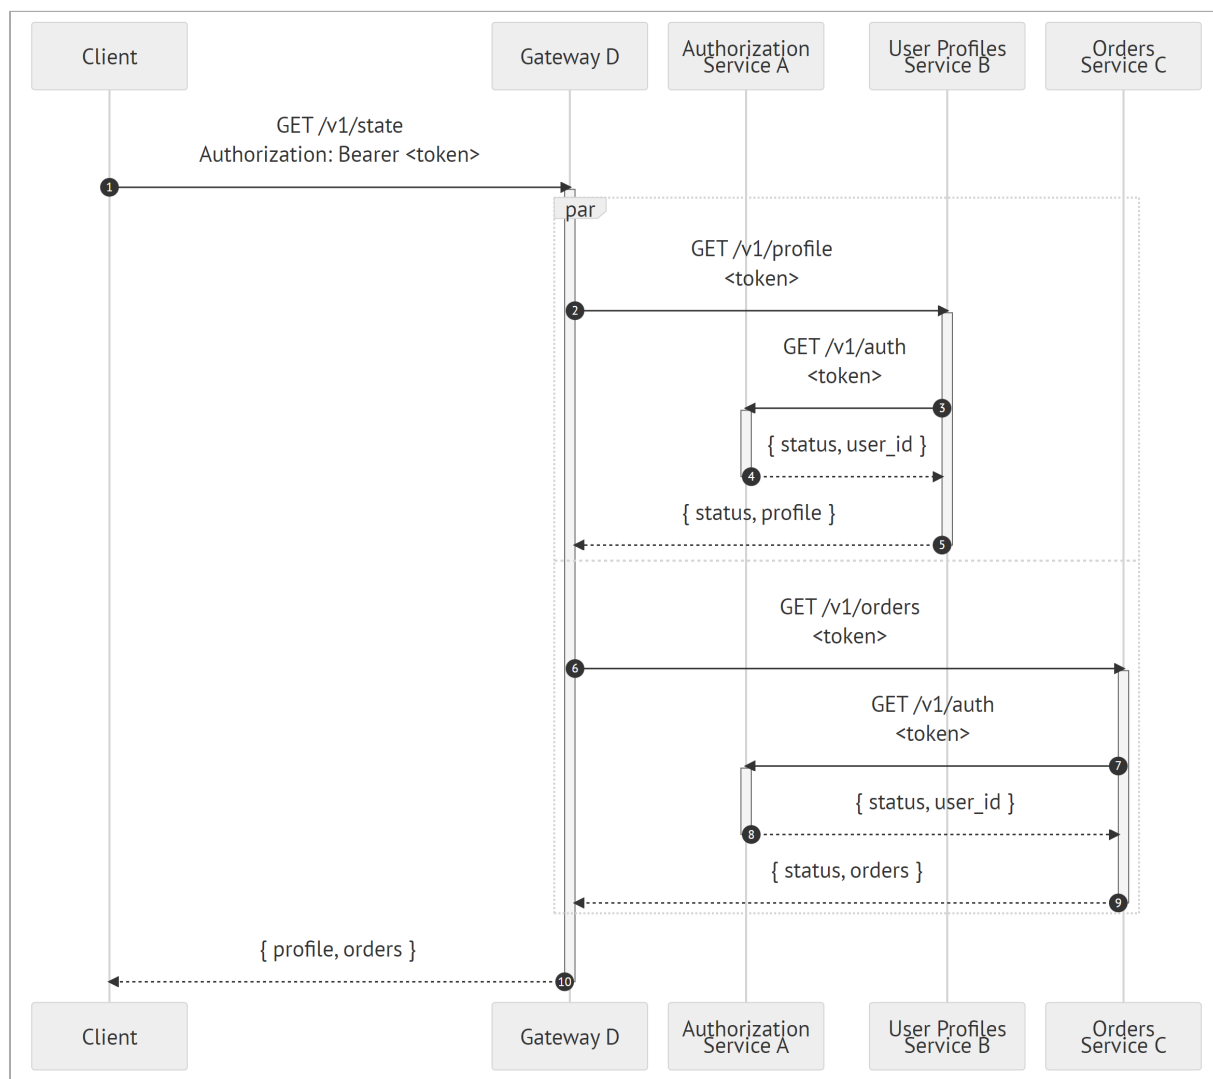 Client
Gateway D
Authorization
Service A
User Profiles
Service B
Orders
Service C
GET /v1/state
Authorization: Bearer <token>
1
par
GET /v1/profile
<token>
2
GET /v1/auth
<token>
3
{ status, user_id }
4
{ status, profile }
5
GET /v1/orders
<token>
6
GET /v1/auth
<token>
7
{ status, user_id }
8
{ status, orders }
9
{ profile, orders }
10
Client
Gateway D
Authorization
Service A
User Profiles
Service B
Orders
Service C